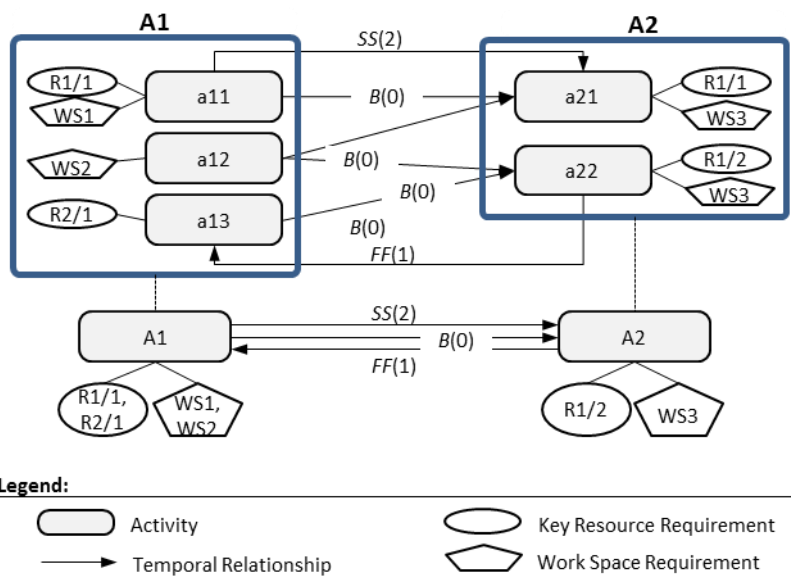 A1
A2
SS(2)
R1/1
WS1
a11
B(0)
a21
R1/1
WS3
WS2
a12
B(0)
a22
R1/2
WS3
R2/1
a13
B(0)
B(0)
FF(1)
A1
SS(2)
B(0)
FF(1)
A2
R1/1,
R2/1
WS1,
WS2
R1/2
WS3
Legend:
Activity
Key Resource Requirement
Temporal Relationship
Work Space Requirement